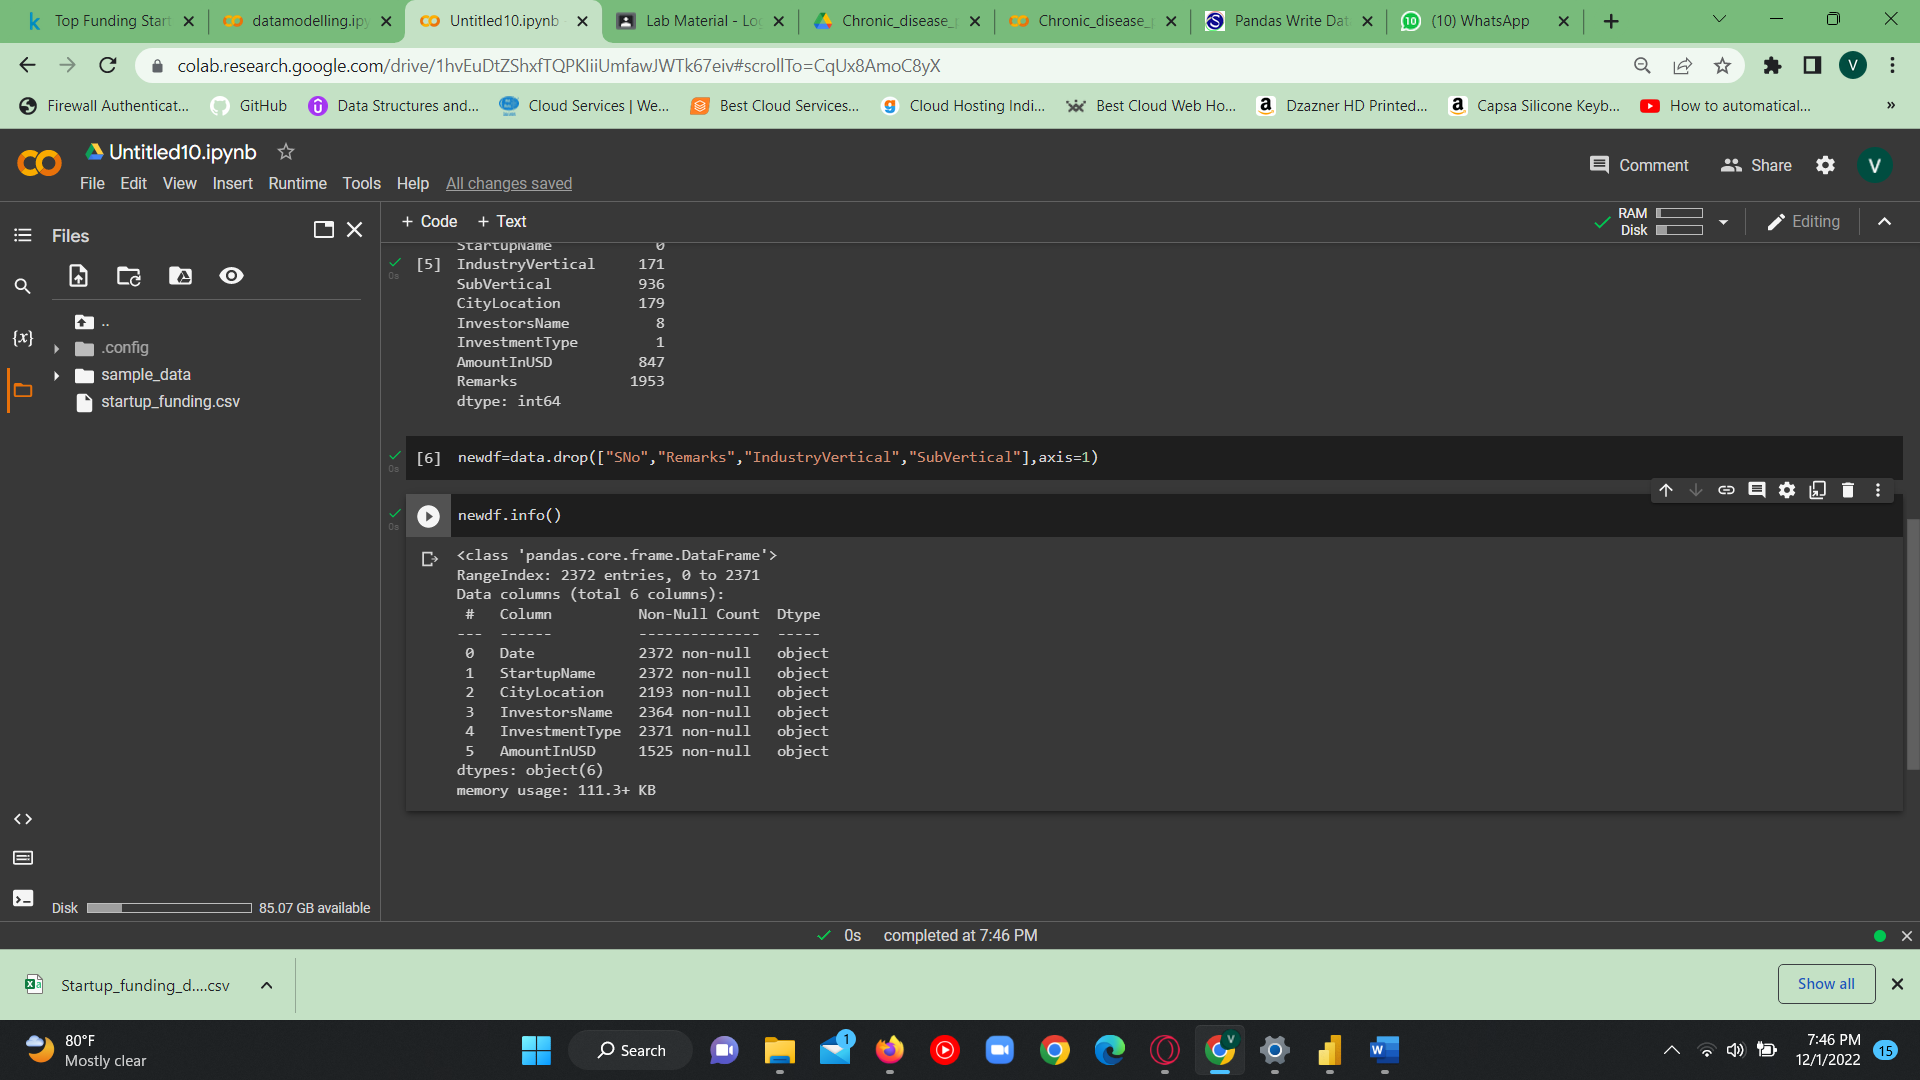 Top Funding Star
datamodelling.ipy
Untitled10.ipynb
Lab Material - Lo
Chronic_disease_
Chronic_disease_
Pandas Write Dat
(10) WhatsApp
colab.research.google.com/drive/1hvEuDtZShxfTQPKIiiUmfawJWTk67eiv#scrollTo=CqUx8AmoC8yX
V
Firewall Authenticat...
GitHub
Data Structures and...
Cloud Services | We...
Best Cloud Services...
Cloud Hosting Indi...
Best Cloud Web Ho...
Dzazner HD Printed...
Capsa Silicone Keyb...
How to automatical...
»
Untitled10.ipynb
File Edit View Insert Runtime Tools Help All changes saved
Comment
Share
V
Files
+ Code + Text
RAM
Disk
Editing
..
.config
sample_data
startup_funding.csv
{x}
Disk 85.07 GB available
StartupName 0
[5] IndustryVertical 171
0s
SubVertical 936
CityLocation 179
InvestorsName 8
InvestmentType 1
AmountInUSD 847
Remarks 1953
dtype: int64
[6] newdf=data.drop(["SNo","Remarks","IndustryVertical","SubVertical"],axis=1)
0s
newdf.info()
0s
<class 'pandas.core.frame.DataFrame'>
RangeIndex: 2372 entries, 0 to 2371
Data columns (total 6 columns):
# Column Non-Null Count Dtype
--- ------ -------------- -----
0 Date 2372 non-null object
1 StartupName 2372 non-null object
2 CityLocation 2193 non-null object
3 InvestorsName 2364 non-null object
4 InvestmentType 2371 non-null object
5 AmountInUSD 1525 non-null object
dtypes: object(6)
memory usage: 111.3+ KB
0s completed at 7:46 PM
Startup_funding_d....csv
Show all
80°F
Mostly clear
Search
1
V
7:46 PM
12/1/2022
15